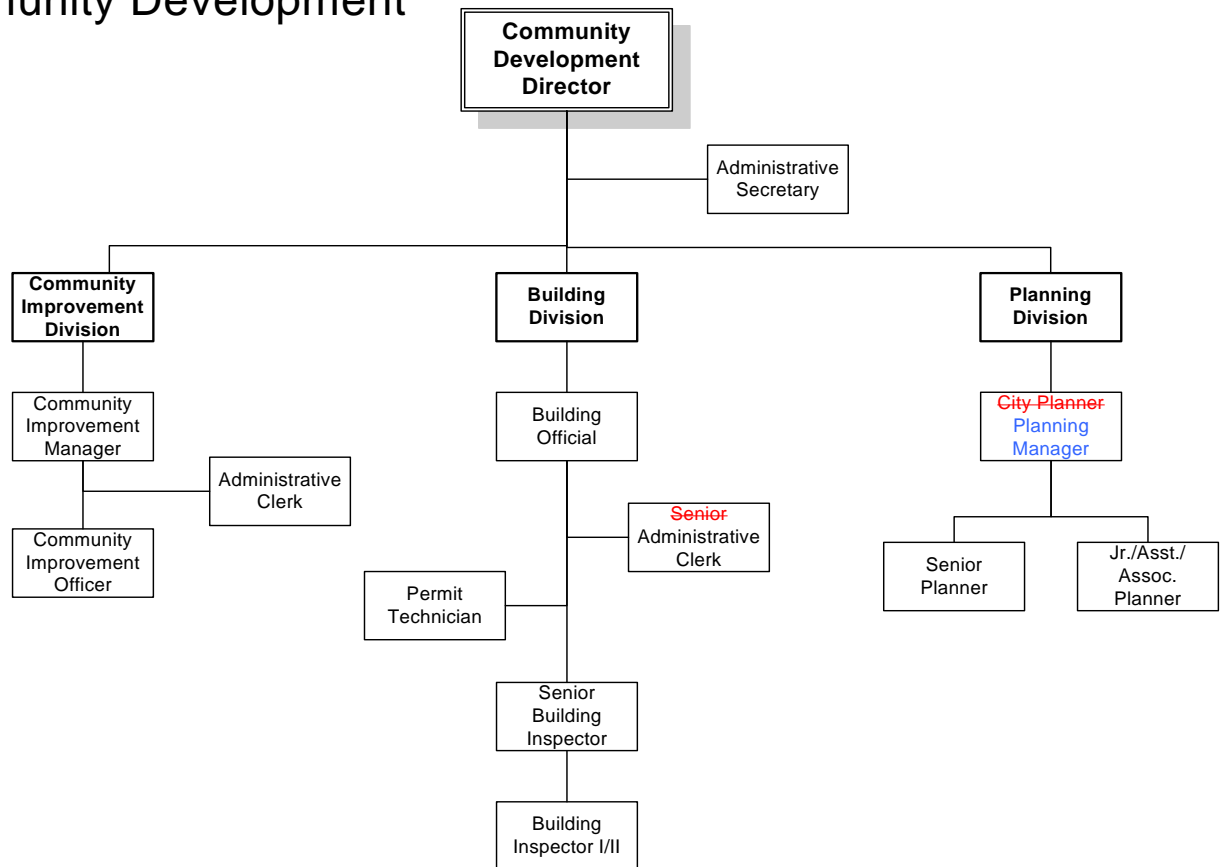 unity Development
Community
Development
Director
Administrative
Secretary
Community
Improvement
Division
Building
Division
Planning
Division
Community
Improvement
Manager
Building
Official
City Planner
Planning
Manager
Administrative
Clerk
Senior
Administrative
Clerk
Community
Improvement
Officer
Permit
Technician
Senior
Planner
Jr./Asst./
Assoc.
Planner
Senior
Building
Inspector
Building
Inspector I/II